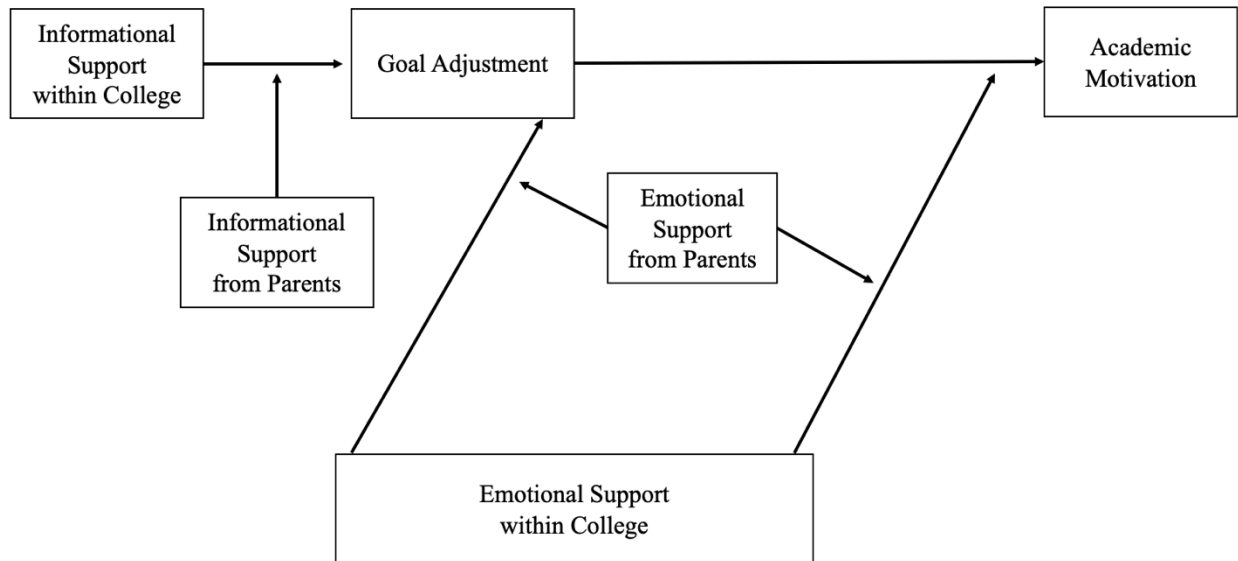 Informational
Support
within College
Goal Adjustment
Academic
Motivation
Informational
Support
from Parents
Emotional
Support
from Parents
Emotional Support
within College